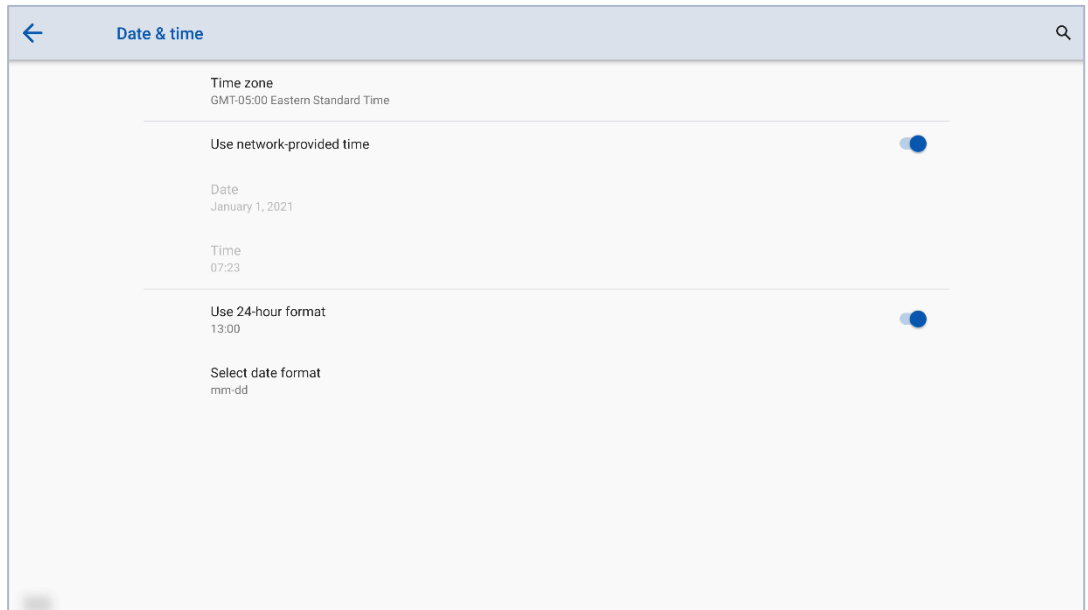 Date & time
Time zone
GMT-05:00 Eastern Standard Time
Use network-provided time
Date
January 1, 2021
Time
07:23
Use 24-hour format
13:00
Select date format
mm-dd